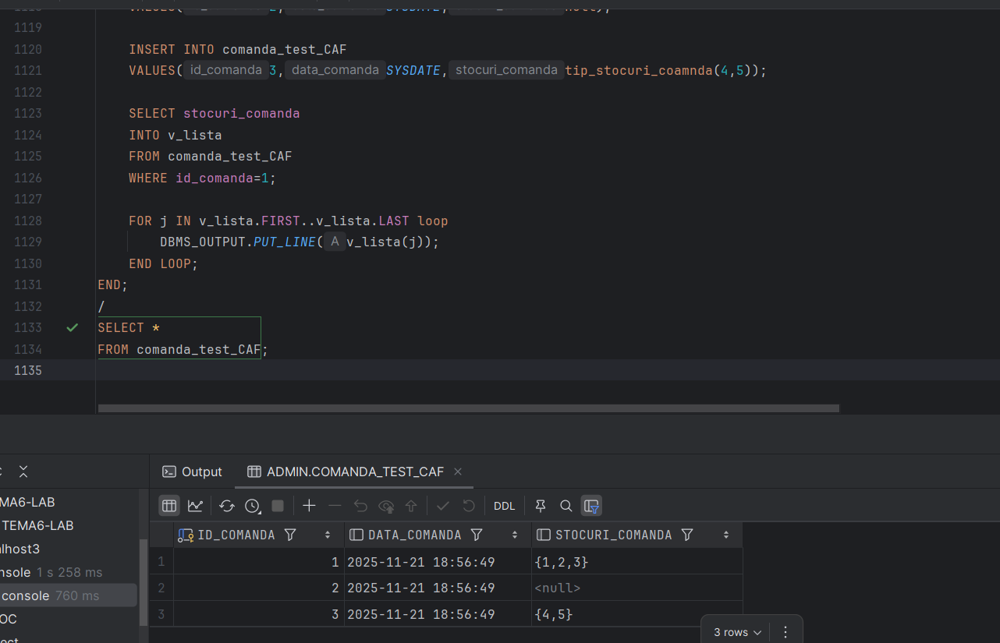 1119
1120 INSERT INTO comanda_test_CAF
1121 VALUES( id_comanda 3, data_comanda SYSDATE, stocuri_comanda tip_stocuri_coamnda(4,5));
1122
1123 SELECT stocuri_comanda
1124 INTO v_lista
1125 FROM comanda_test_CAF
1126 WHERE id_comanda=1;
1127
1128 FOR j IN v_lista.FIRST..v_lista.LAST loop
1129 DBMS_OUTPUT.PUT_LINE( A v_lista(j));
1130 END LOOP;
1131 END;
1132 /
1133 SELECT *
1134 FROM comanda_test_CAF;
1135
Output ADMIN.COMANDA_TEST_CAF
MA6-LAB
TEMA6-LAB
lhost3
nsole 1 s 258 ms
console 760 ms
OC
ect
DDL
ID_COMANDA DATA_COMANDA STOCURI_COMANDA
1 1 2025-11-21 18:56:49 {1,2,3}
2 2 2025-11-21 18:56:49 <null>
3 3 2025-11-21 18:56:49 {4,5}
3 rows